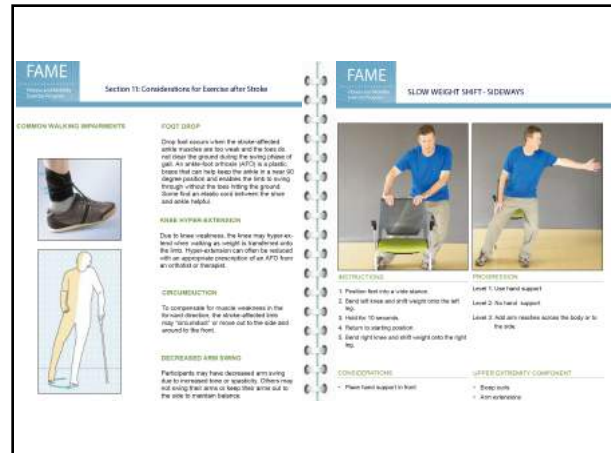 FAME
Fitness and Mobility
Exercise Program
Section 11: Considerations for Exercise after Stroke
COMMON WALKING IMPAIRMENTS
FOOT DROP
Drop foot occurs when the stroke-affected
ankle muscles are too weak and the toes do
not clear the ground during the swing phase of
gait. An ankle-foot orthosis (AFO) is a plastic
brace that can help keep the ankle in a near 90
degree position and enables the limb to swing
through without the toes hitting the ground.
Some find an elastic cord between the shoe
and ankle helpful.
KNEE HYPER-EXTENSION
Due to knee weakness, the knee may hyper-ex-
tend when walking as weight is transferred onto
the limb. Hyper-extension can often be reduced
with an appropriate prescription of an AFO from
an orthotist or therapist.
CIRCUMDUCTION
To compensate for muscle weakness in the
forward direction, the stroke-affected limb
may "circumduct" or move out to the side and
around to the front.
DECREASED ARM SWING
Participants may have decreased arm swing
due to increased tone or spasticity. Others may
not swing their arms or keep their arms out to
the side to maintain balance.
FAME
Fitness and Mobility
Exercise Program
SLOW WEIGHT SHIFT - SIDEWAYS
INSTRUCTIONS
1. Position feet into a wide stance.
2. Bend left knee and shift weight onto the left
leg.
3. Hold for 10 seconds.
4. Return to starting position.
5. Bend right knee and shift weight onto the right
leg.
PROGRESSION
Level 1: Use hand support
Level 2: No hand support
Level 3: Add arm reaches across the body or to
the side
CONSIDERATIONS
• Place hand support in front
UPPER EXTREMITY COMPONENT
• Bicep curls
• Arm extensions